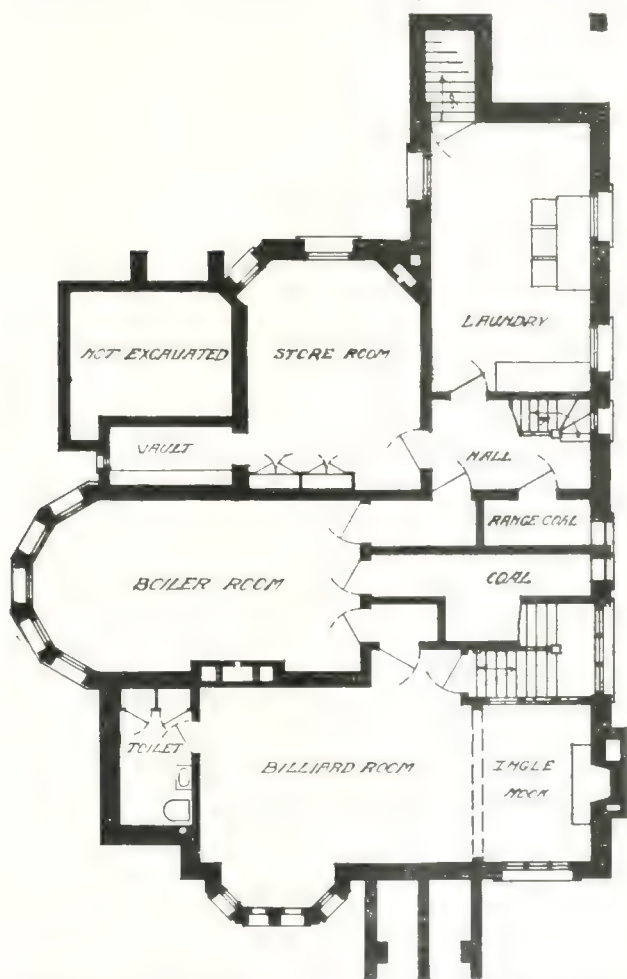 LAUNDRY
NOT EXCAVATED
STORE ROOM
VAULT
HALL
RANGE COAL
BOILER ROOM
COAL
TOILET
BILLIARD ROOM
INGLE
NOOK